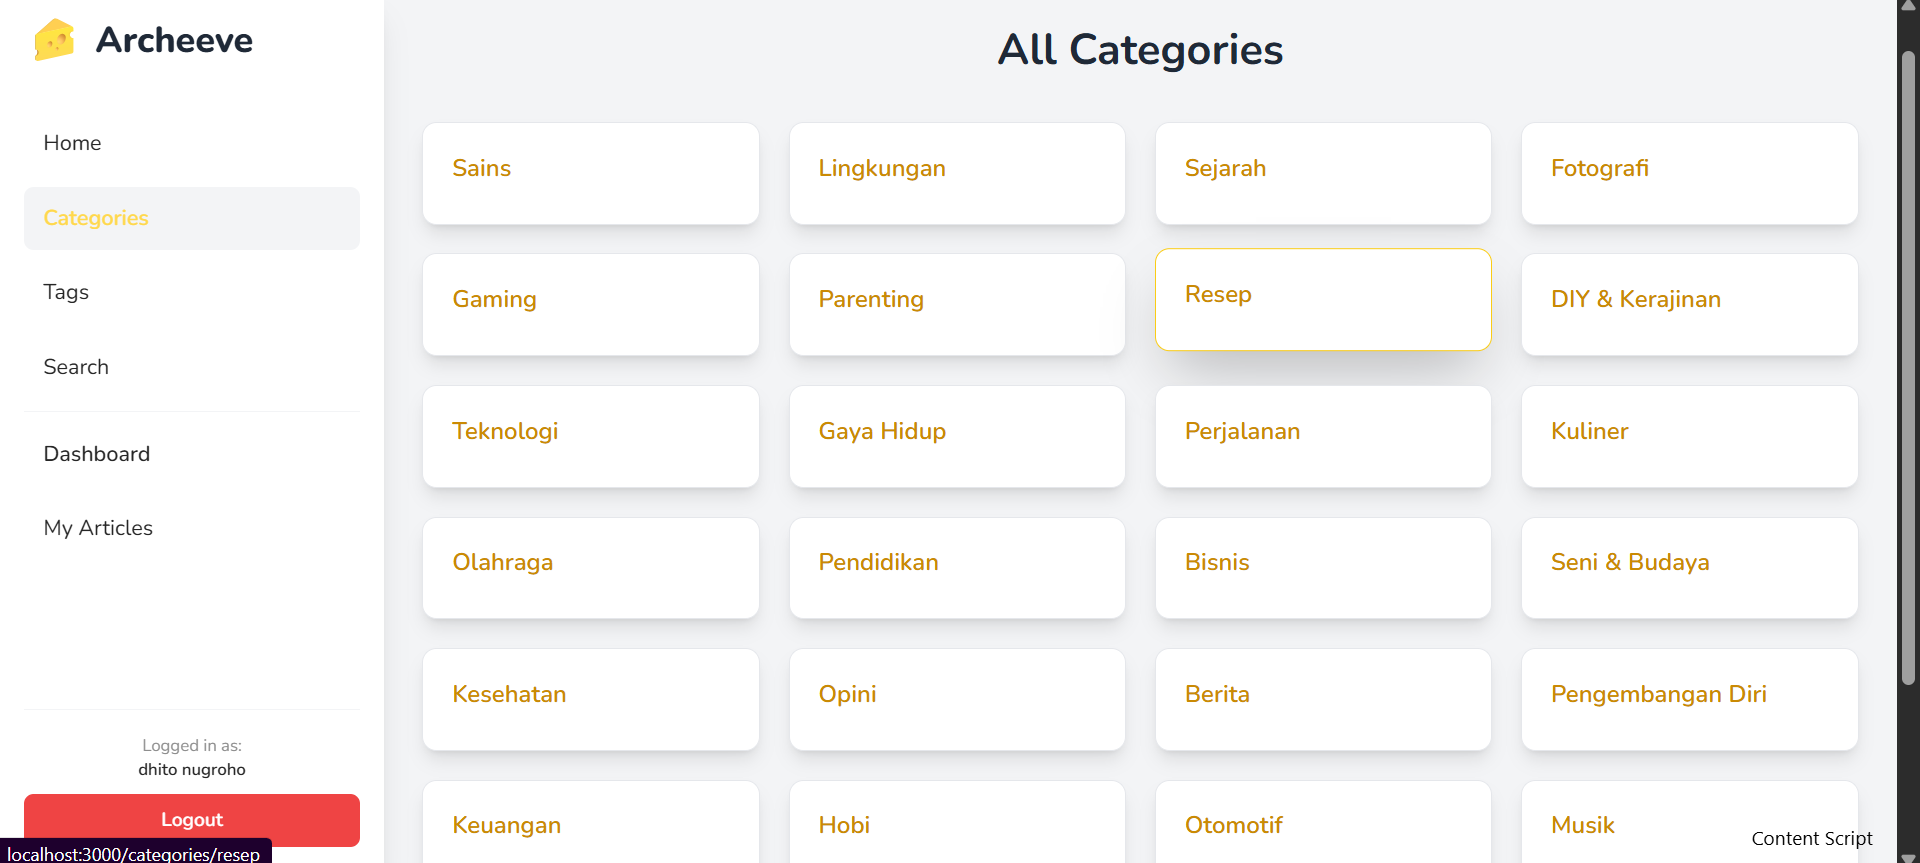 Archeeve
Home
Categories
Tags
Search
Dashboard
My Articles
Logged in as:
dhito nugroho
Logout
localhost:3000/categories/resep
All Categories
Sains
Lingkungan
Sejarah
Fotografi
Gaming
Parenting
Resep
DIY & Kerajinan
Teknologi
Gaya Hidup
Perjalanan
Kuliner
Olahraga
Pendidikan
Bisnis
Seni & Budaya
Kesehatan
Opini
Berita
Pengembangan Diri
Keuangan
Hobi
Otomotif
Musik
Content Script